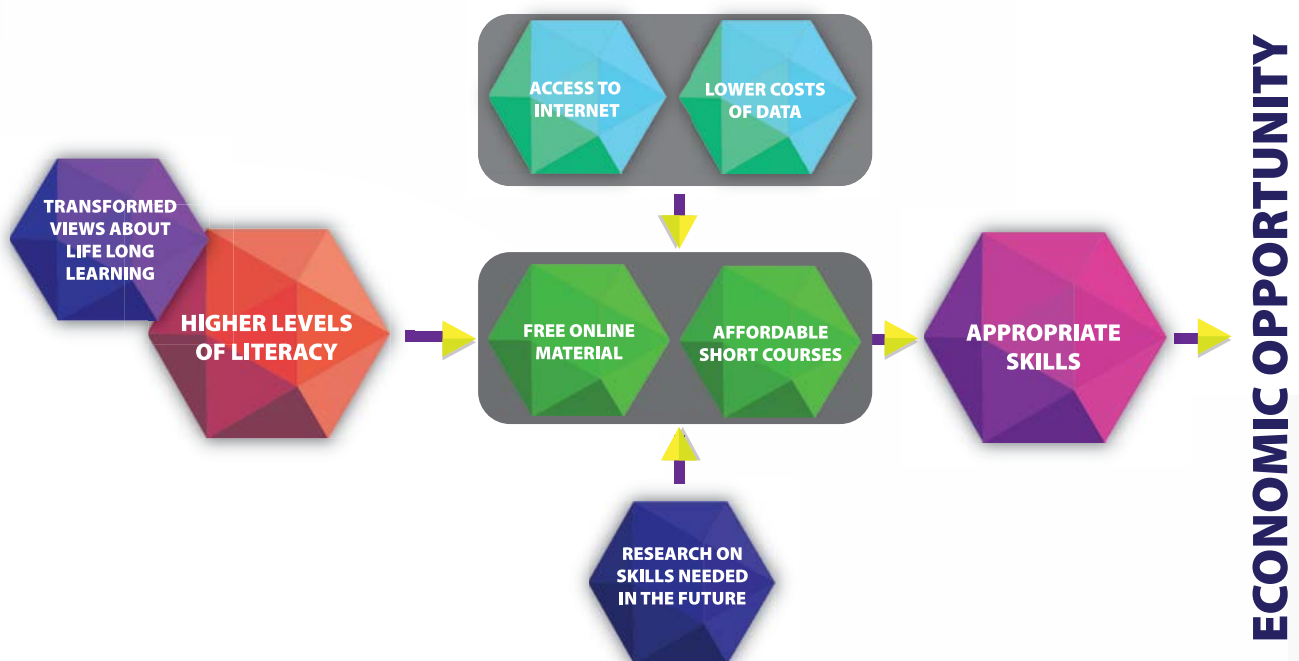 ACCESS TO
INTERNET
LOWER COSTS
OF DATA
TRANSFORMED
VIEWS ABOUT
LIFE LONG
LEARNING
HIGHER LEVELS
OF LITERACY
FREE ONLINE
MATERIAL
AFFORDABLE
SHORT COURSES
APPROPRIATE
SKILLS
RESEARCH ON
SKILLS NEEDED
IN THE FUTURE
ECONOMIC OPPORTUNITY